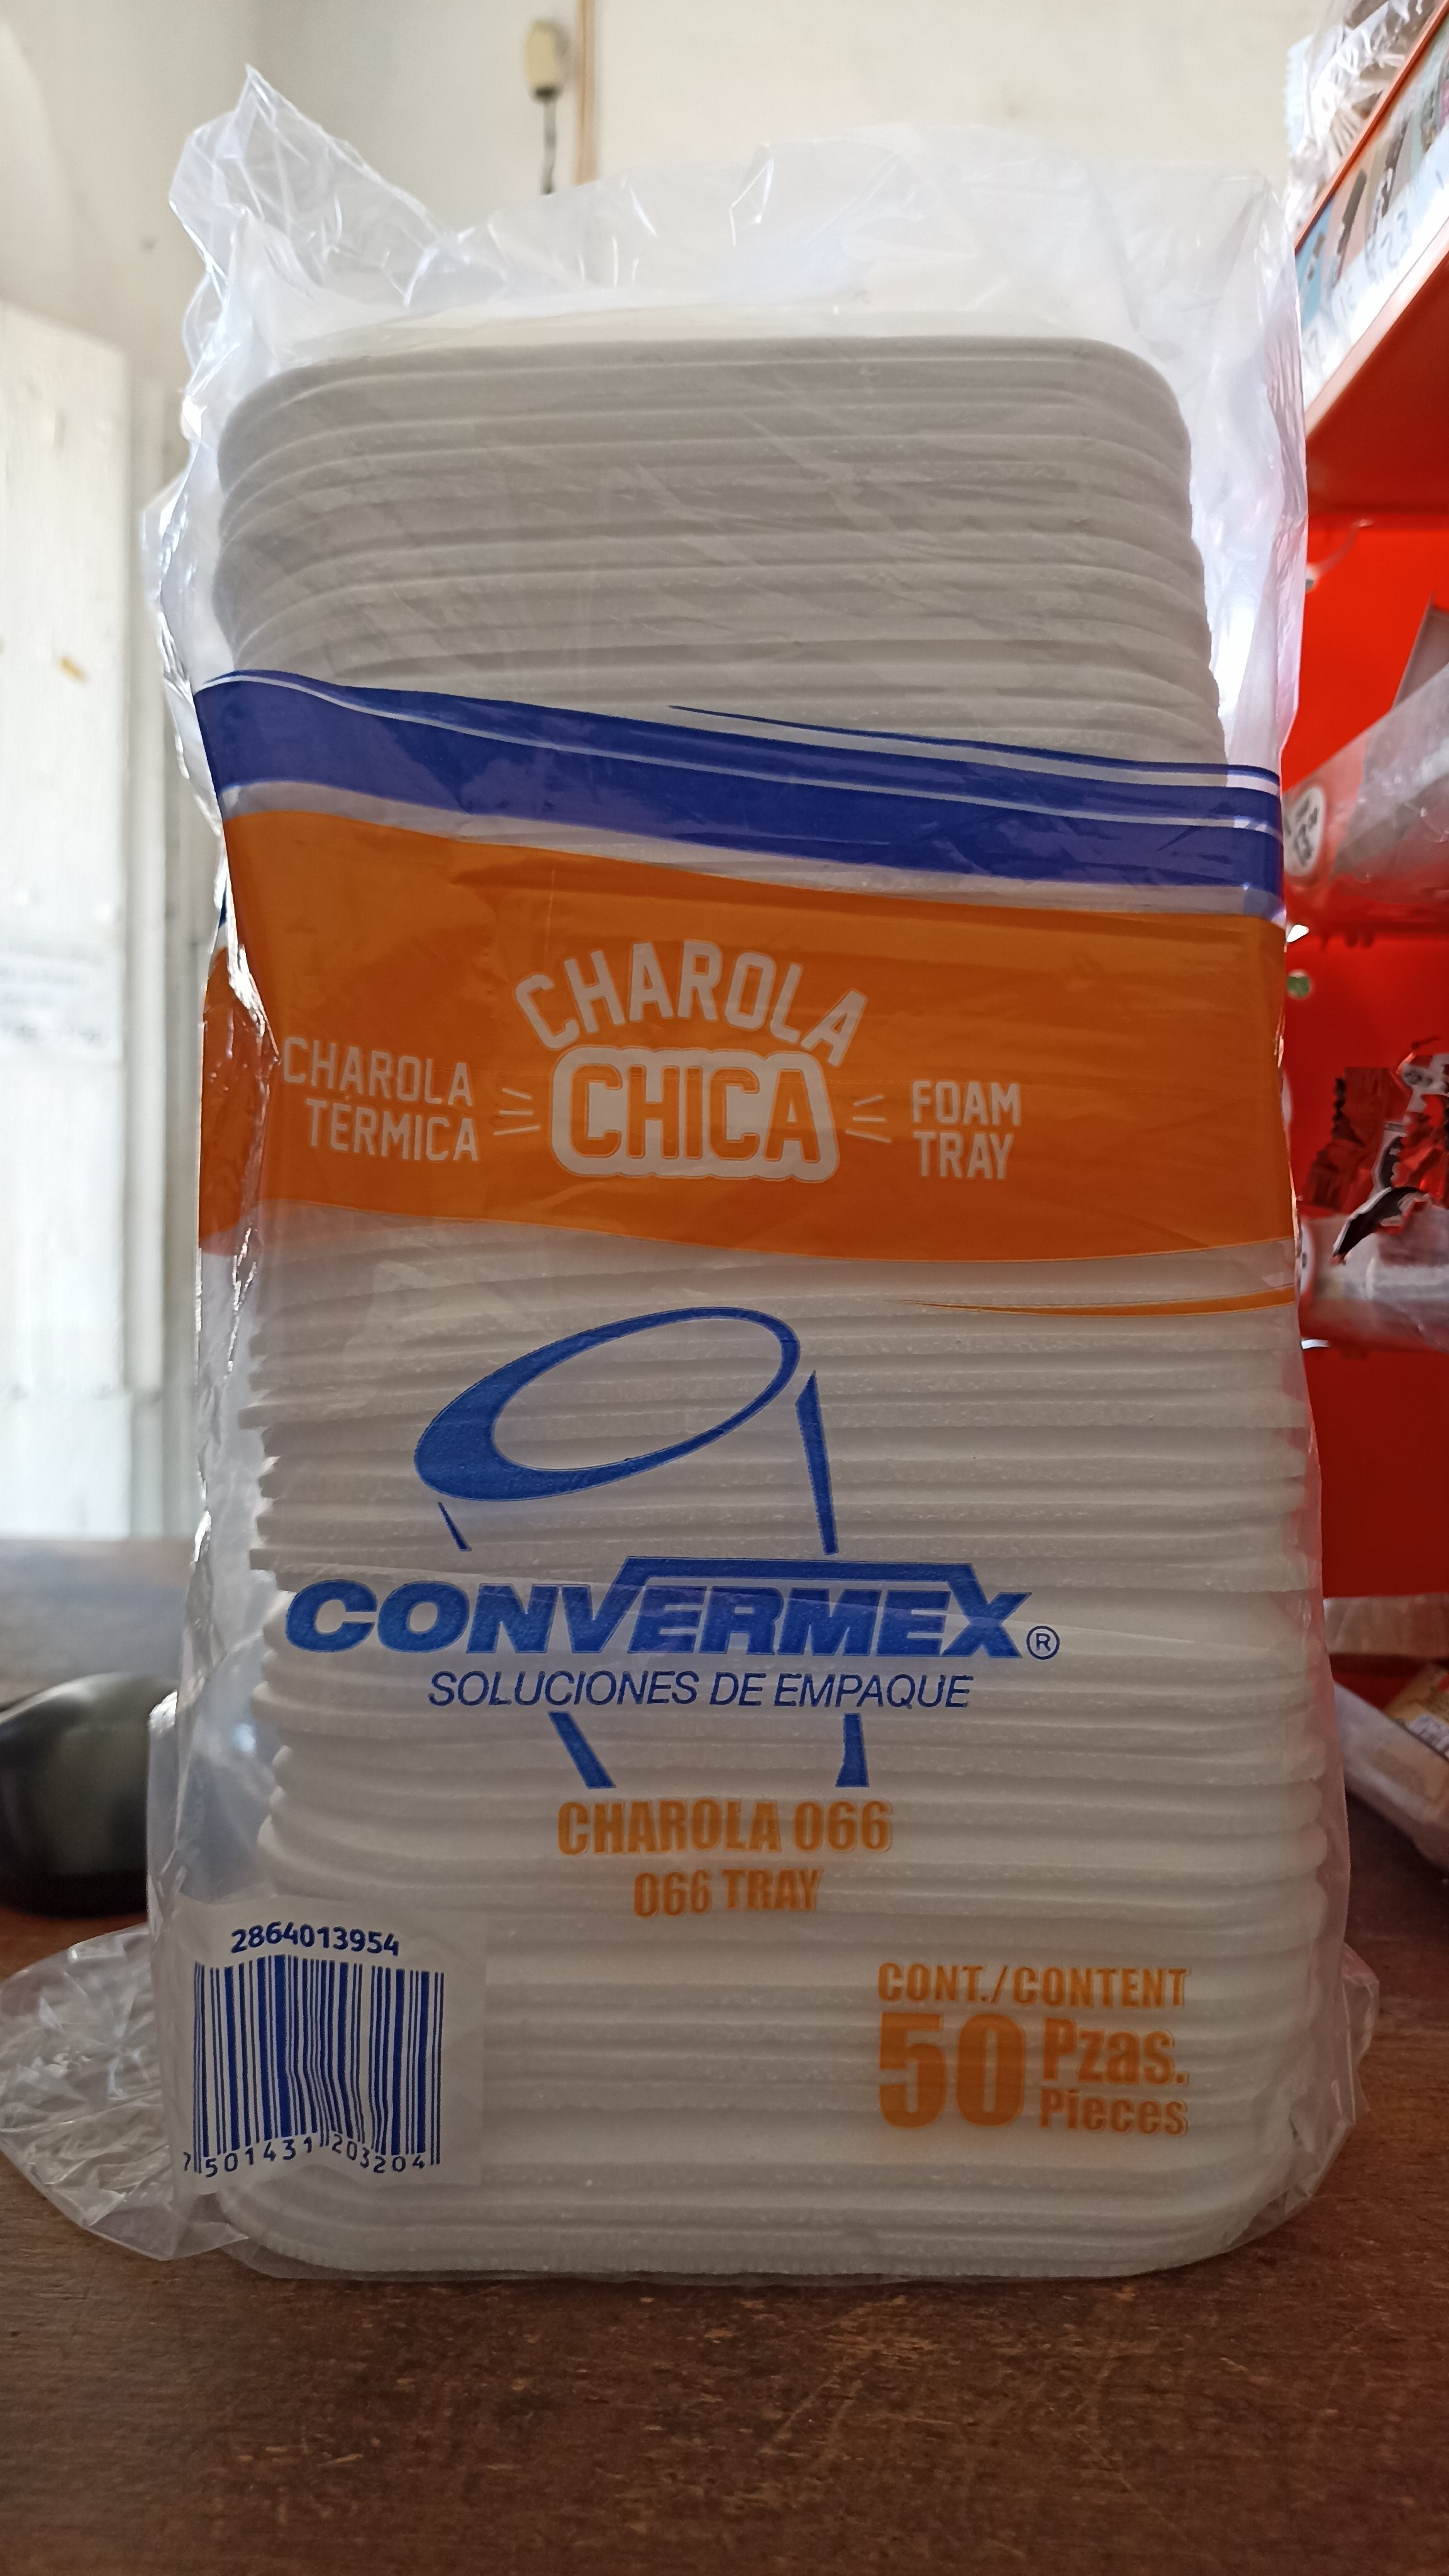 CHAROLA
CHICA
CHAROLA
TÉRMICA
FOAM
TRAY
CONVERMEX®
SOLUCIONES DE EMPAQUE
CHAROLA 066
066 TRAY
2864013954
7 501431 203204
CONT./CONTENT
50 Pzas.
Pieces